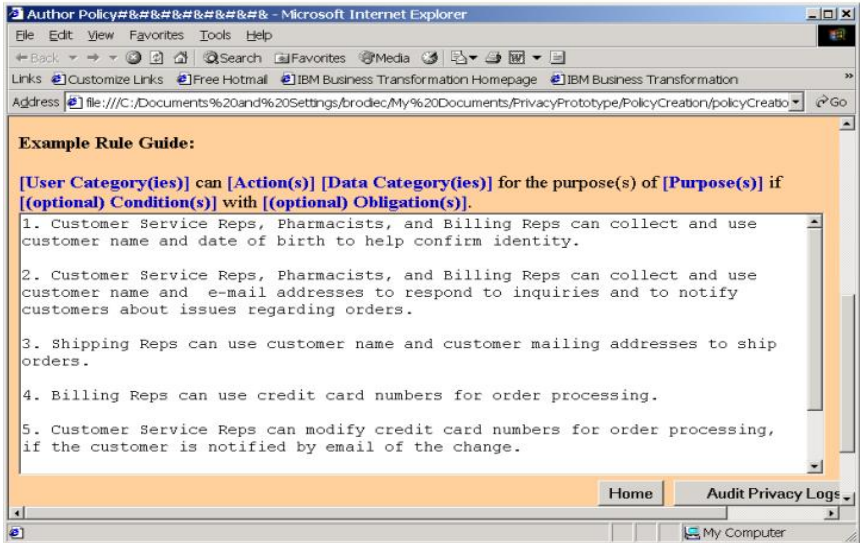 Author Policy#&#&#&#&#&#&#&#& - Microsoft Internet Explorer
File Edit View Favorites Tools Help
Back Search Favorites Media
Links Customize Links Free Hotmail IBM Business Transformation Homepage IBM Business Transformation »
Address file:///C:/Documents%20and%20Settings/brodiec/My%20Documents/PrivacyPrototype/PolicyCreation/policyCreatio Go
Example Rule Guide:
[User Category(ies)] can [Action(s)] [Data Category(ies)] for the purpose(s) of [Purpose(s)] if
[(optional) Condition(s)] with [(optional) Obligation(s)].
1. Customer Service Reps, Pharmacists, and Billing Reps can collect and use
customer name and date of birth to help confirm identity.
2. Customer Service Reps, Pharmacists, and Billing Reps can collect and use
customer name and  e-mail addresses to respond to inquiries and to notify
customers about issues regarding orders.
3. Shipping Reps can use customer name and customer mailing addresses to ship
orders.
4. Billing Reps can use credit card numbers for order processing.
5. Customer Service Reps can modify credit card numbers for order processing,
if the customer is notified by email of the change.
Home Audit Privacy Logs
My Computer